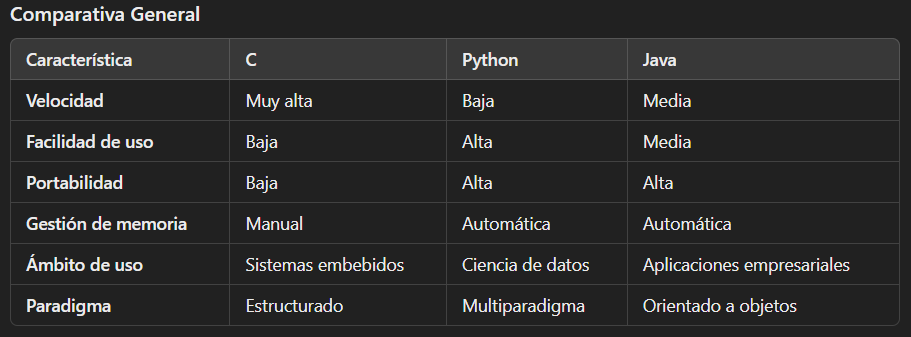 Comparativa General
Característica C Python Java
Velocidad Muy alta Baja Media
Facilidad de uso Baja Alta Media
Portabilidad Baja Alta Alta
Gestión de memoria Manual Automática Automática
Ámbito de uso Sistemas embebidos Ciencia de datos Aplicaciones empresariales
Paradigma Estructurado Multiparadigma Orientado a objetos